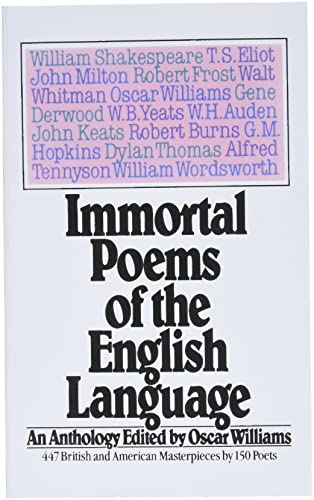 William Shakespeare T.S. Eliot
John Milton Robert Frost Walt
Whitman Oscar Williams Gene
Derwood W.B. Yeats W.H. Auden
John Keats Robert Burns G.M.
Hopkins Dylan Thomas Alfred
Tennyson William Wordsworth
Immortal
Poems
of the
English
Language
An Anthology Edited by Oscar Williams
447 British and American Masterpieces by 150 Poets